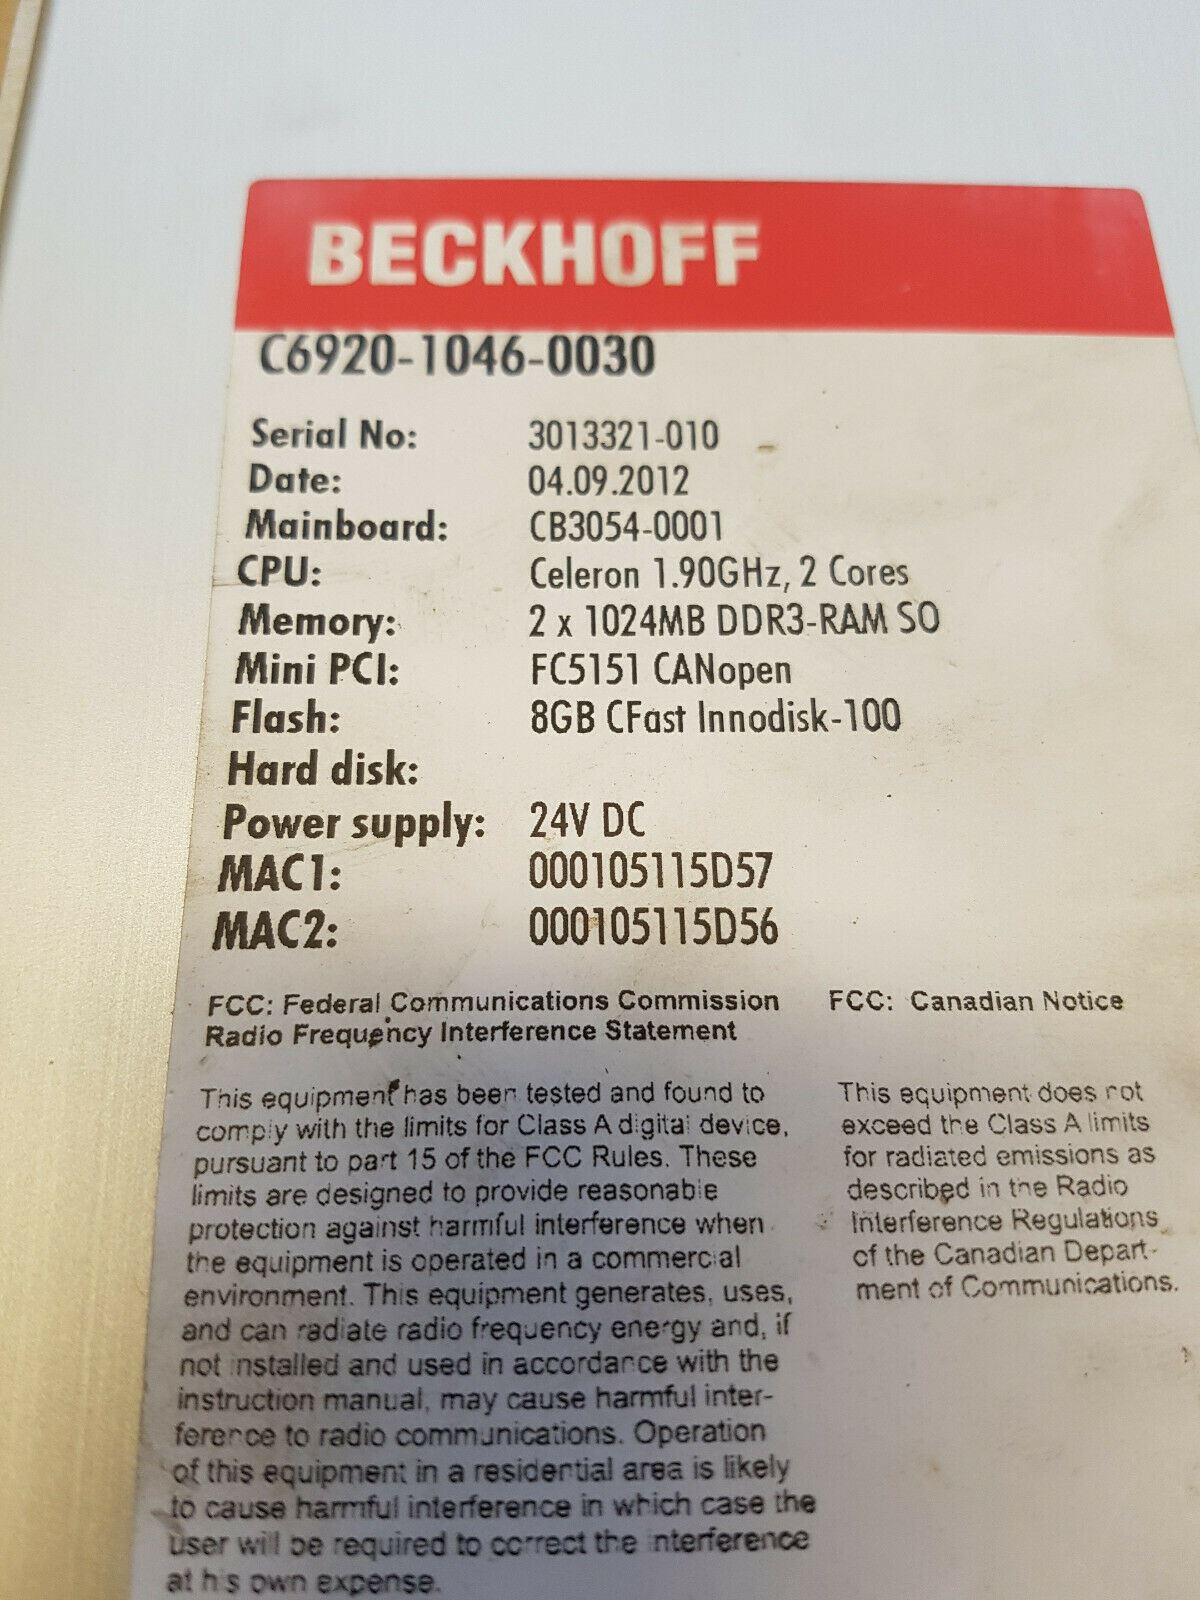 BECKHOFF
C6920-1046-0030
Serial No: 3013321-010
Date: 04.09.2012
Mainboard: CB3054-0001
CPU: Celeron 1.90GHz, 2 Cores
Memory: 2 x 1024MB DDR3-RAM SO
Mini PCI: FC5151 CANopen
Flash: 8GB CFast Innodisk-100
Hard disk:
Power supply: 24V DC
MAC1: 000105115D57
MAC2: 000105115D56
FCC: Federal Communications Commission
Radio Frequency Interference Statement
This equipment has been tested and found to
comply with the limits for Class A digital device,
pursuant to part 15 of the FCC Rules. These
limits are designed to provide reasonable
protection against harmful interference when
the equipment is operated in a commercial
environment. This equipment generates, uses,
and can radiate radio frequency energy and, if
not installed and used in accordance with the
instruction manual, may cause harmful inter-
ference to radio communications. Operation
of this equipment in a residential area is likely
to cause harmful interference in which case the
user will be required to correct the interference
at his own expense.
FCC: Canadian Notice
This equipment does not
exceed the Class A limits
for radiated emissions as
described in the Radio
Interference Regulations
of the Canadian Depart-
ment of Communications.